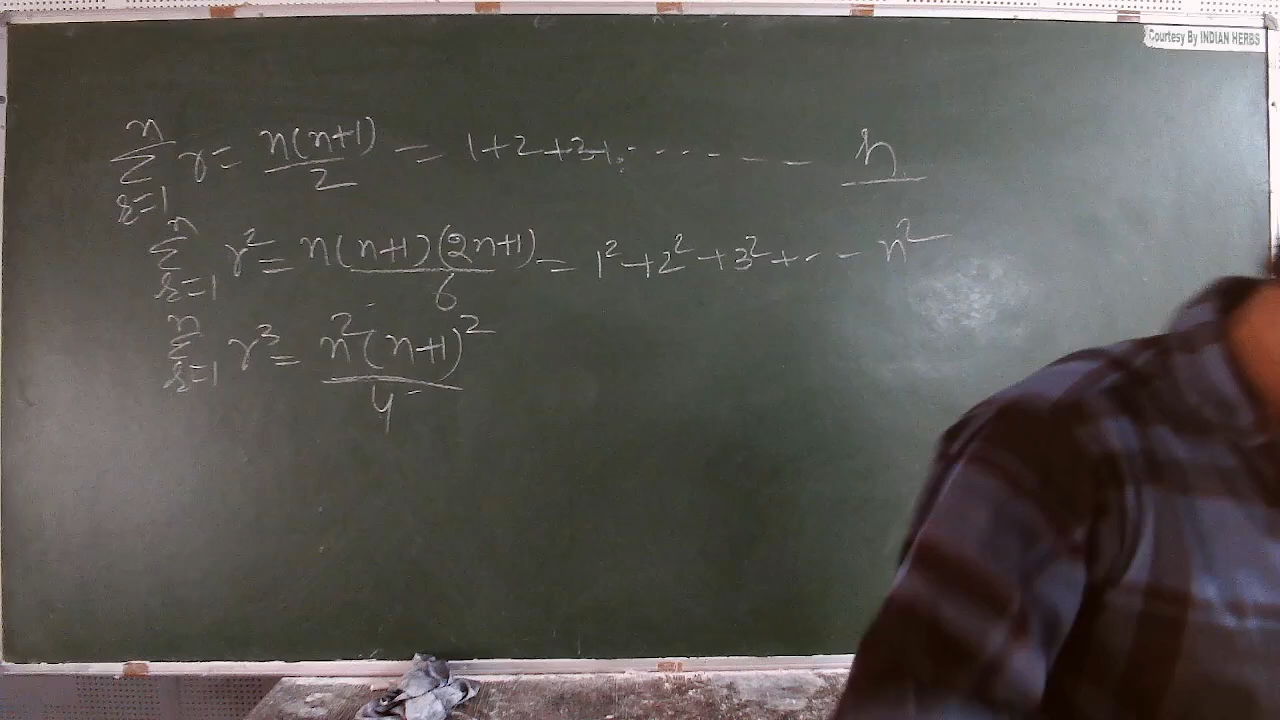 Courtesy By INDIAN HERBS
n
Σ r = n(n+1)/2 = 1+2+3+ ....... --- n
r=1
n
Σ r² = n(n+1)(2n+1)/6 = 1²+2²+3²+--- n²
r=1
n
Σ r³ = n²(n+1)²/4
r=1